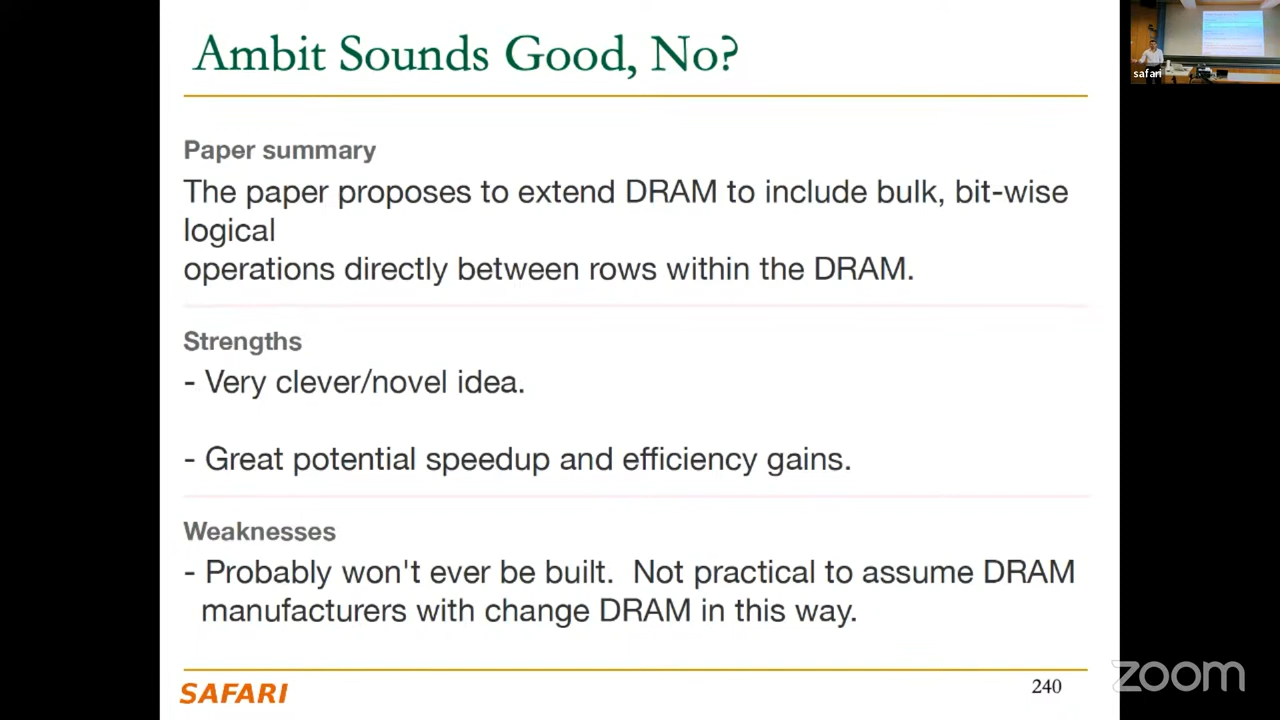 Ambit Sounds Good, No?
safari
Paper summary
The paper proposes to extend DRAM to include bulk, bit-wise
logical
operations directly between rows within the DRAM.
Strengths
- Very clever/novel idea.
- Great potential speedup and efficiency gains.
Weaknesses
- Probably won't ever be built.  Not practical to assume DRAM
manufacturers with change DRAM in this way.
SAFARI
240
zoom